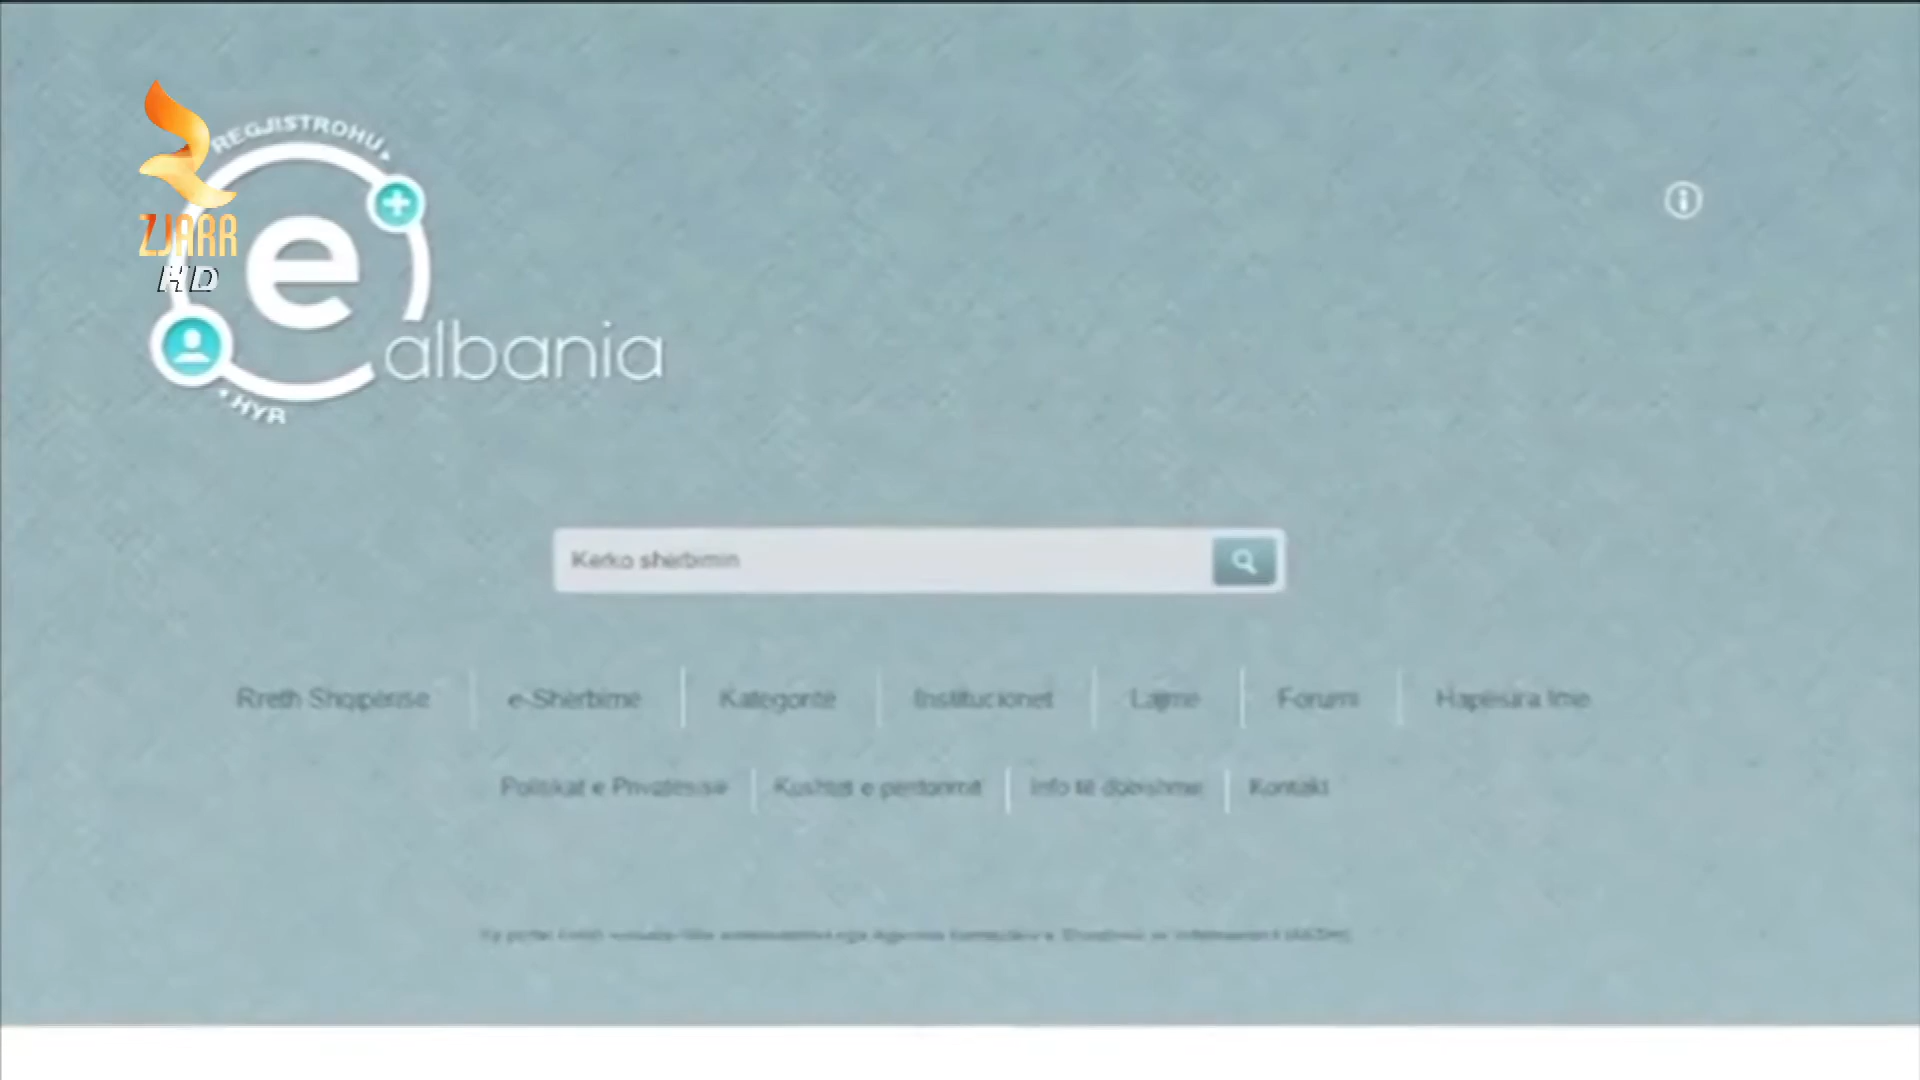 REGJISTROHU
ZJARR
HD
e
albania
HYR
Kerko sherbimin
Rreth Shqipërisë
e-Shërbime
Kategoritë
Institucionet
Lajme
Forumi
Hapësira Ime
Politikat e Privatësisë
Kushtet e përdorimit
Info të dobishme
Kontakt